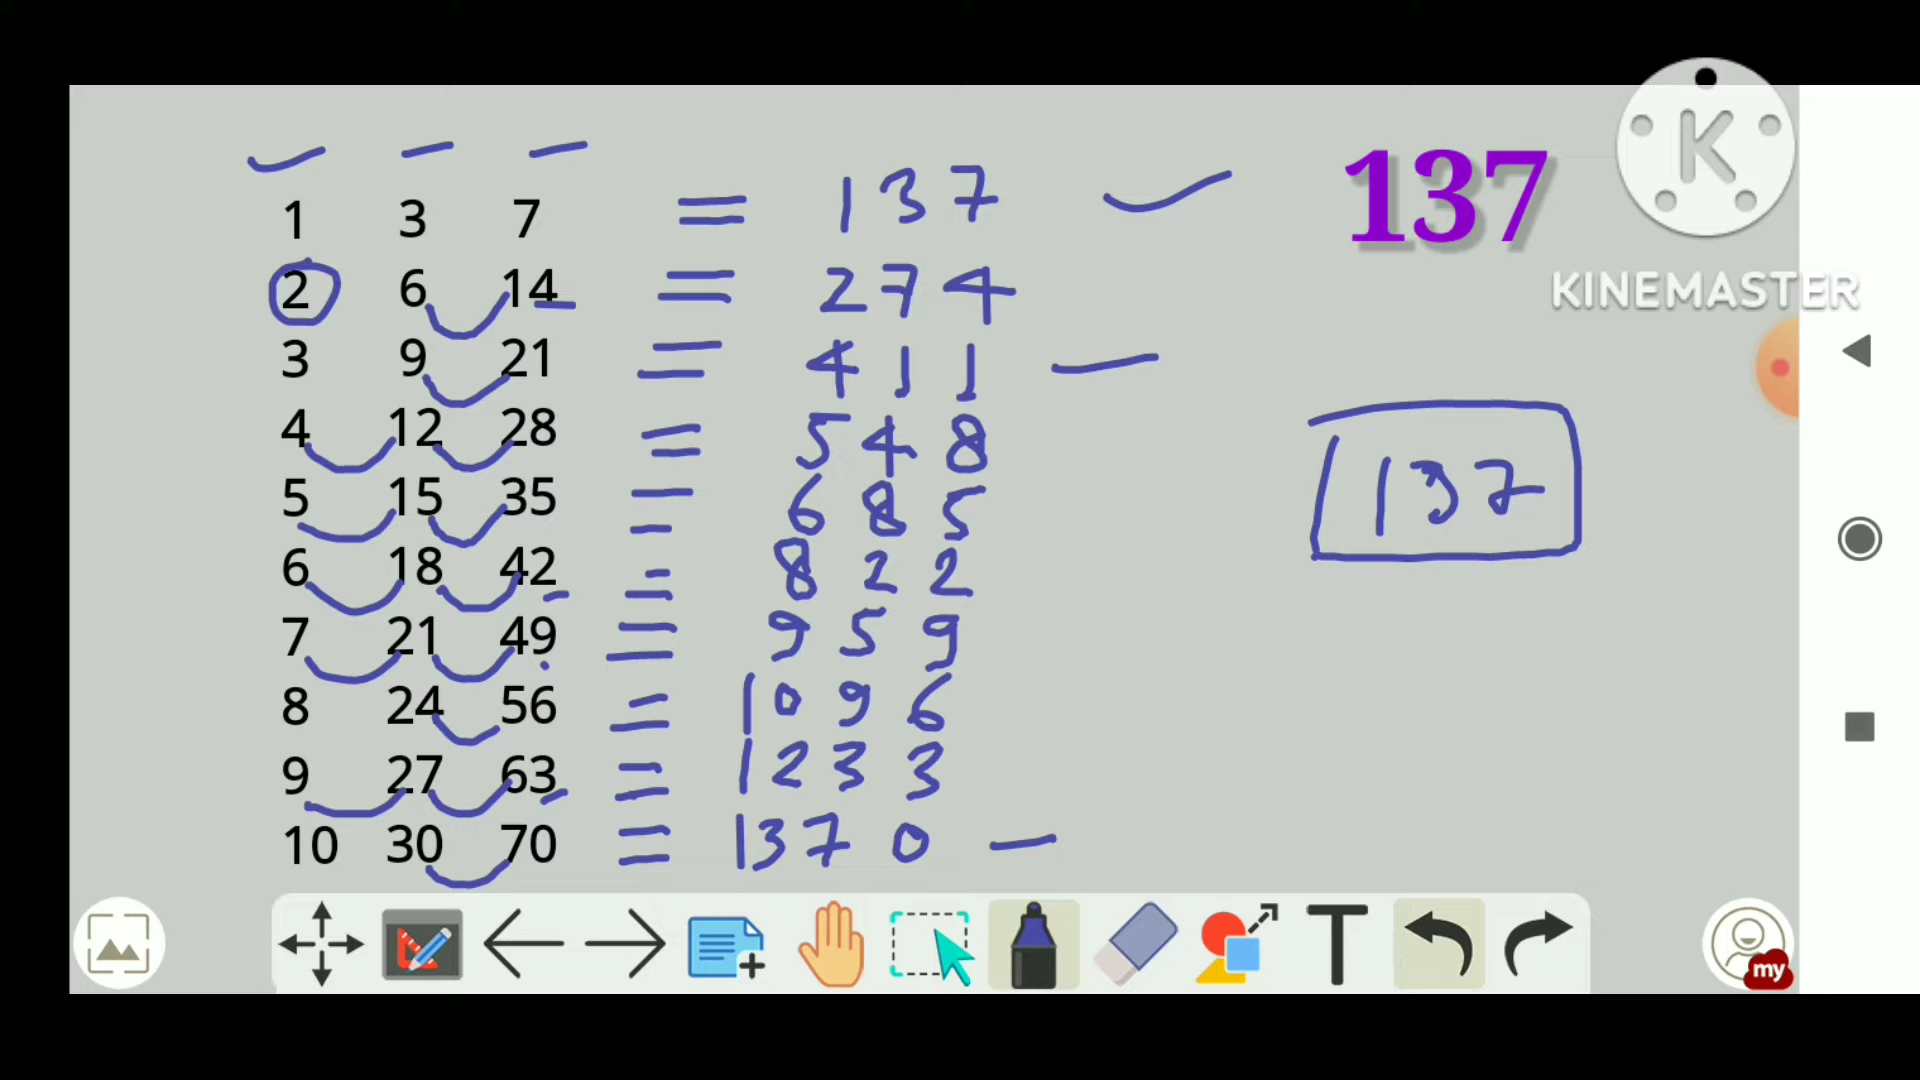 1 3 7 = 137
137
KINEMASTER
2 6 14 = 274
3 9 21 = 411
4 12 28 = 548
5 15 35 = 685
137
6 18 42 = 822
7 21 49 = 959
8 24 56 = 1096
9 27 63 = 1233
10 30 70 = 1370
T
my